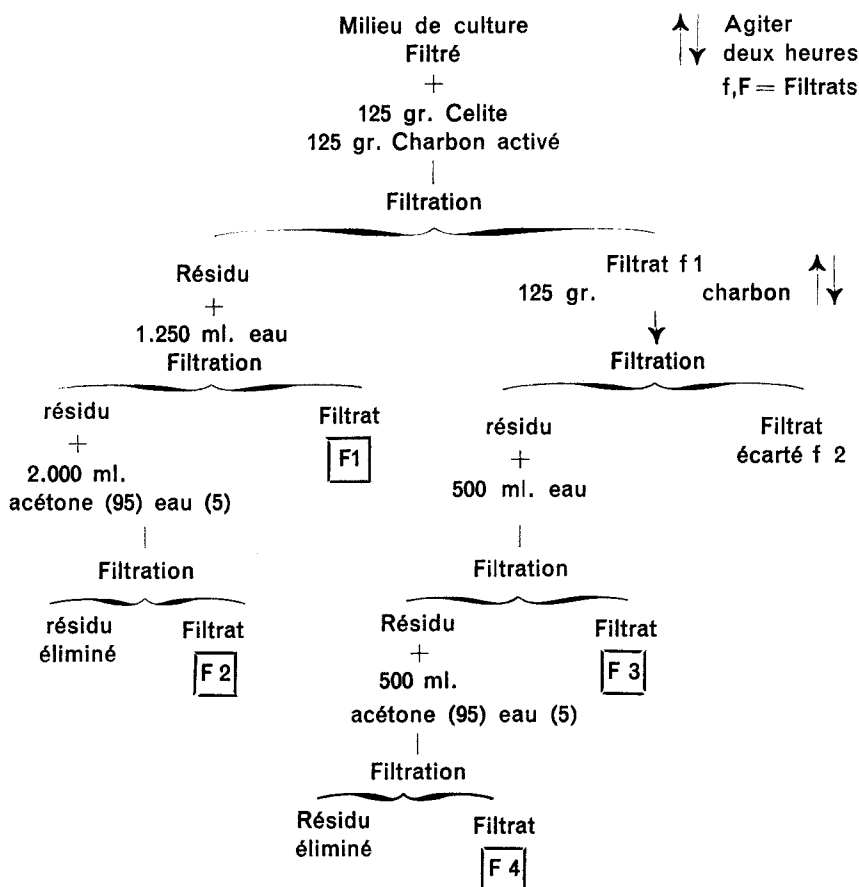 Milieu de culture
Filtré
+
125 gr. Celite
125 gr. Charbon activé
Filtration
Agiter
deux heures
f,F = Filtrats
Résidu
+
1.250 ml. eau
Filtration
Filtrat f 1
125 gr. charbon
Filtration
résidu
+
2.000 ml.
acétone (95) eau (5)
Filtration
Filtrat
F1
résidu
+
500 ml. eau
Filtration
Filtrat
écarté f 2
résidu
éliminé
Filtrat
F 2
Résidu
+
500 ml.
acétone (95) eau (5)
Filtration
Filtrat
F 3
Résidu
éliminé
Filtrat
F 4